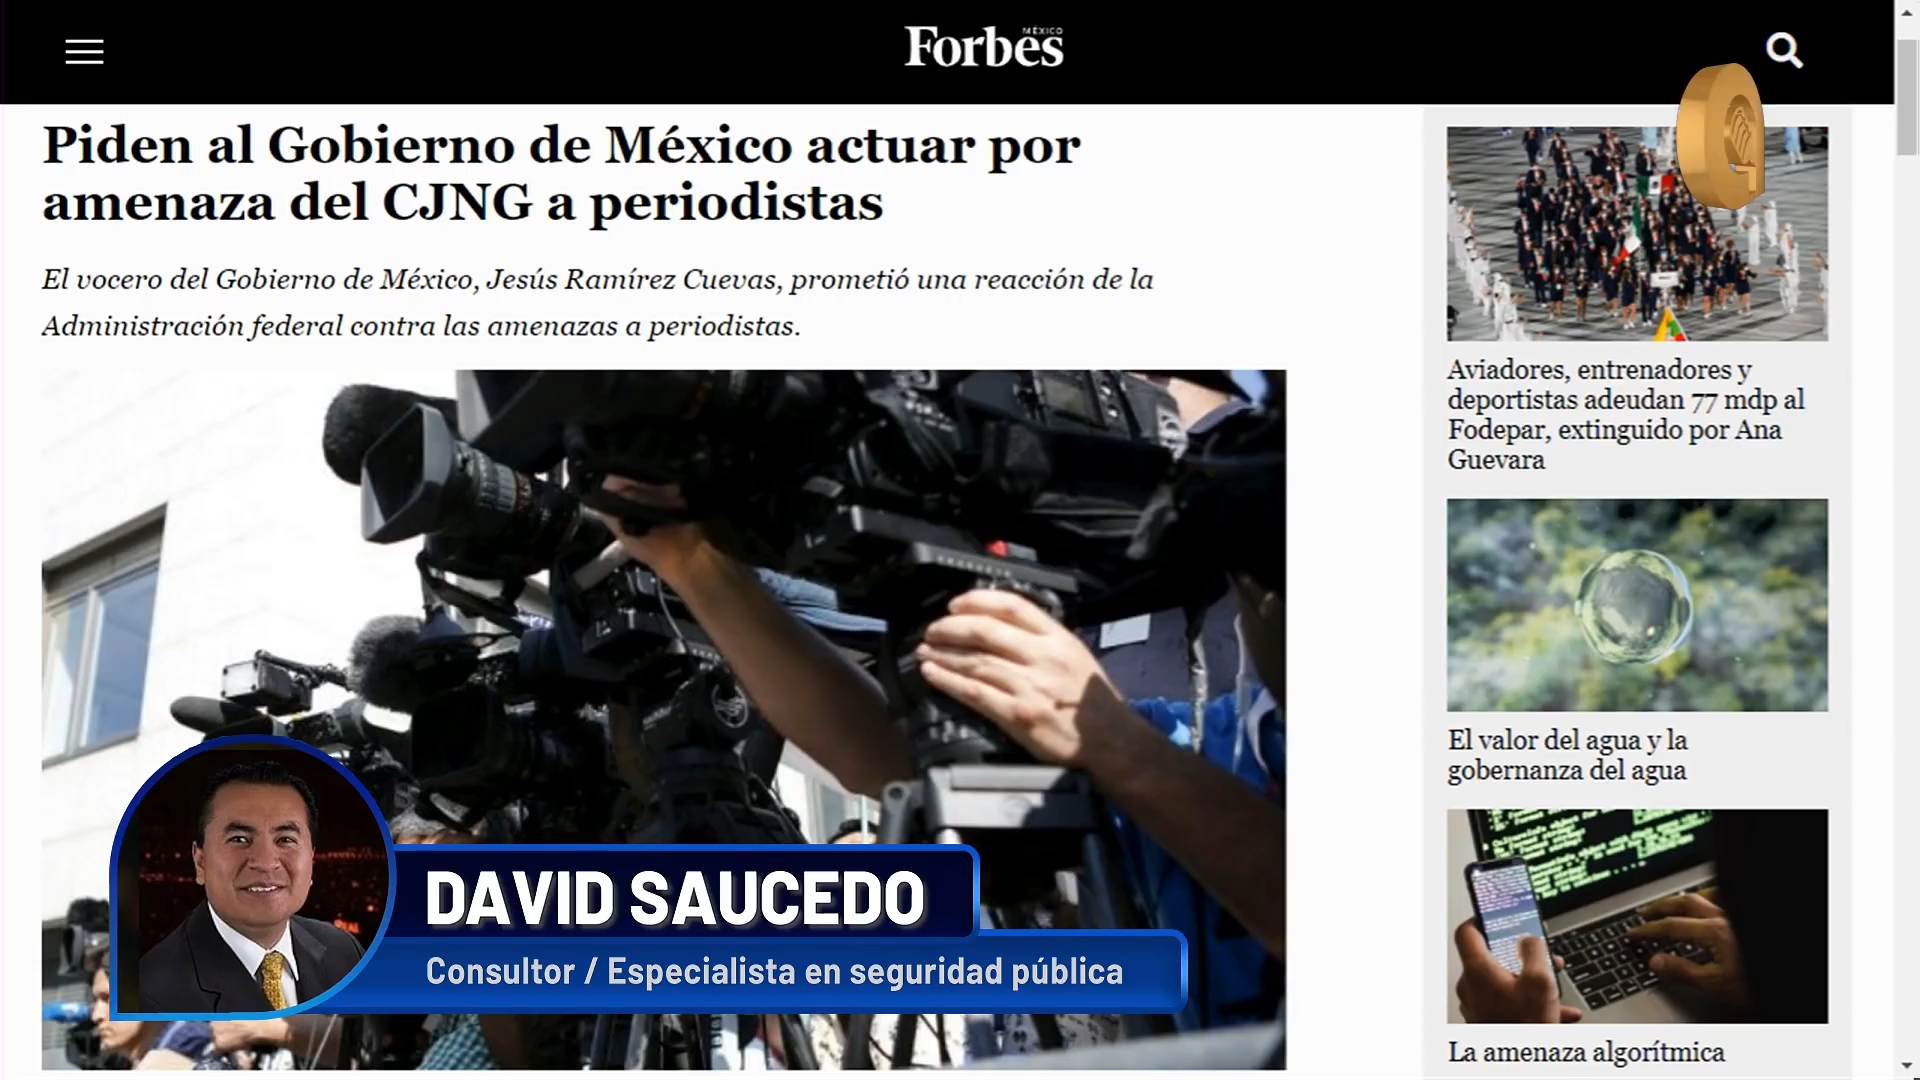 Forbes
MÉXICO
Piden al Gobierno de México actuar por
amenaza del CJNG a periodistas
El vocero del Gobierno de México, Jesús Ramírez Cuevas, prometió una reacción de la
Administración federal contra las amenazas a periodistas.
Aviadores, entrenadores y
deportistas adeudan 77 mdp al
Fodepar, extinguido por Ana
Guevara
El valor del agua y la
gobernanza del agua
La amenaza algorítmica
DAVID SAUCEDO
Consultor / Especialista en seguridad pública